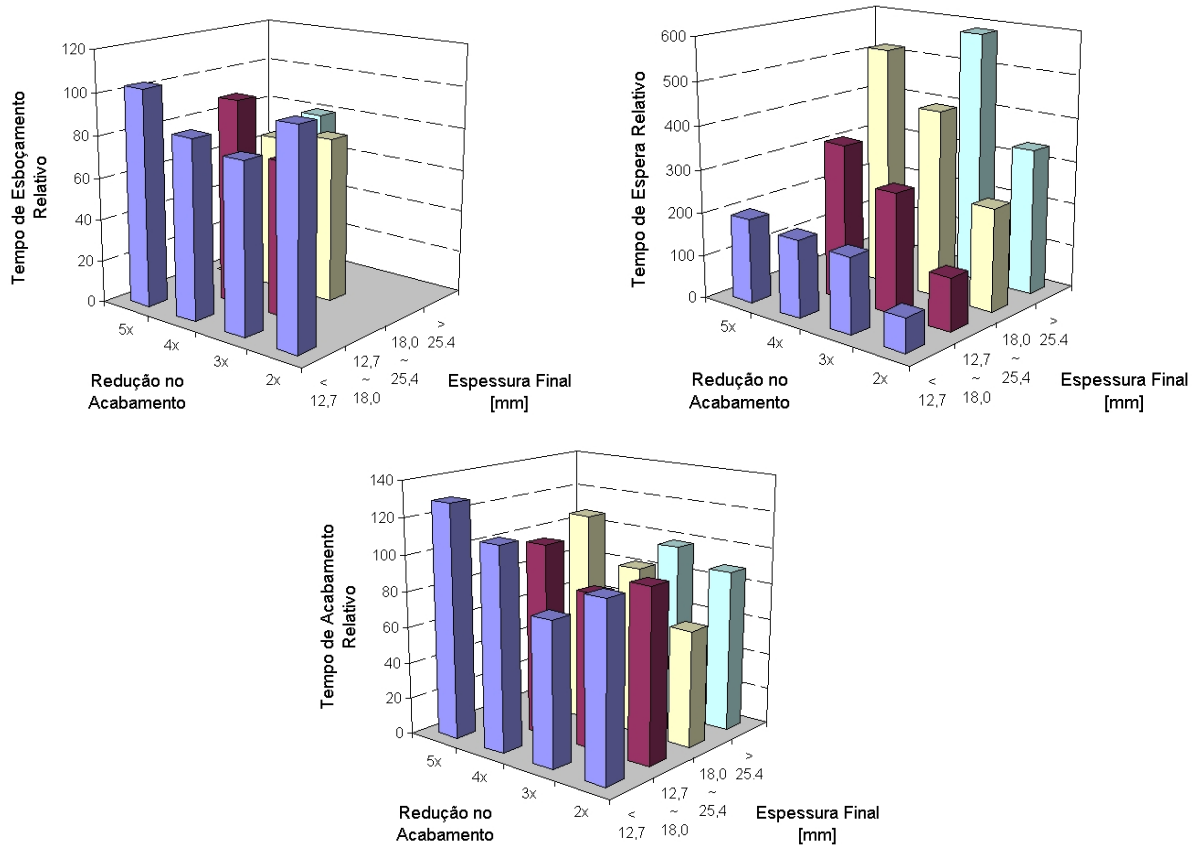 120
100
80
60
40
20
0
Tempo de Esboçamento
Relativo
5x
4x
3x
2x
Redução no
Acabamento
<
12,7
12,7
~
18,0
18,0
~
25,4
>
25.4
Espessura Final
[mm]
600
500
400
300
200
100
0
Tempo de Espera Relativo
5x
4x
3x
2x
Redução no
Acabamento
<
12,7
12,7
~
18,0
18,0
~
25,4
>
25.4
Espessura Final
[mm]
140
120
100
80
60
40
20
0
Tempo de Acabamento
Relativo
5x
4x
3x
2x
Redução no
Acabamento
<
12,7
12,7
~
18,0
18,0
~
25,4
>
25.4
Espessura Final
[mm]